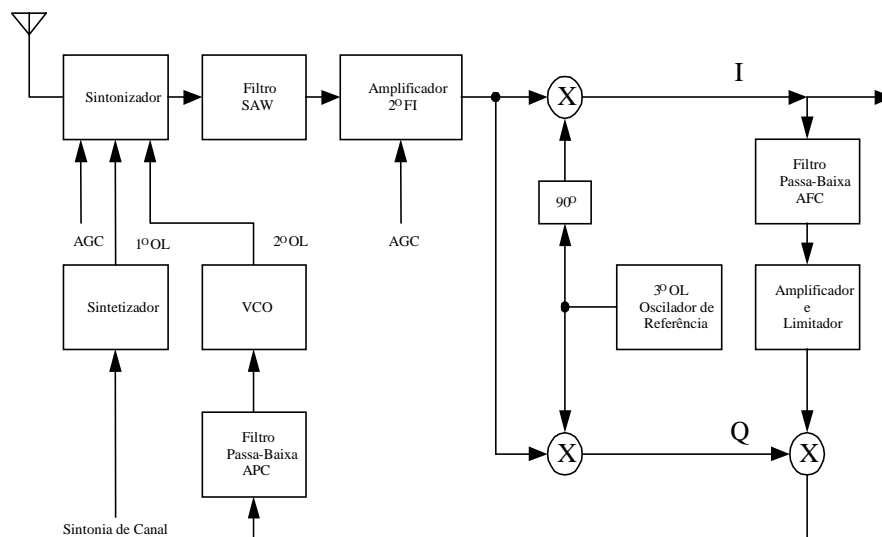 Sintonizador
Filtro
SAW
Amplificador
2º FI
X
I
Filtro
Passa-Baixa
AFC
90º
AGC
1º OL
2º OL
AGC
Sintetizador
VCO
3º OL
Oscilador de
Referência
Amplificador
e
Limitador
Filtro
Passa-Baixa
APC
X
Q
X
Sintonia de Canal